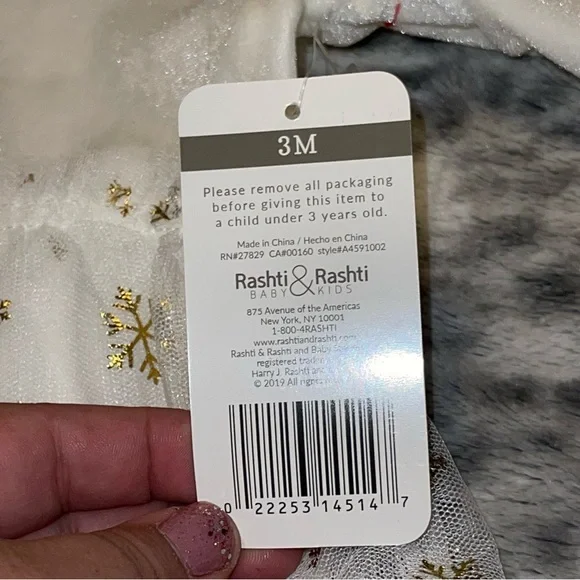 3M
Please remove all packaging
before giving this item to
a child under 3 years old.
Made in China / Hecho en China
RN#27829 CA#00160 style#A4591002
Rashti & Rashti
BABY KIDS
875 Avenue of the Americas
New York, NY 10001
1-800-4RASHTI
www.rashtiandrashti.com
Rashti & Rashti and Baby
registered
Harry J. Rashti and
© 2019 All
0 22253 14514 7